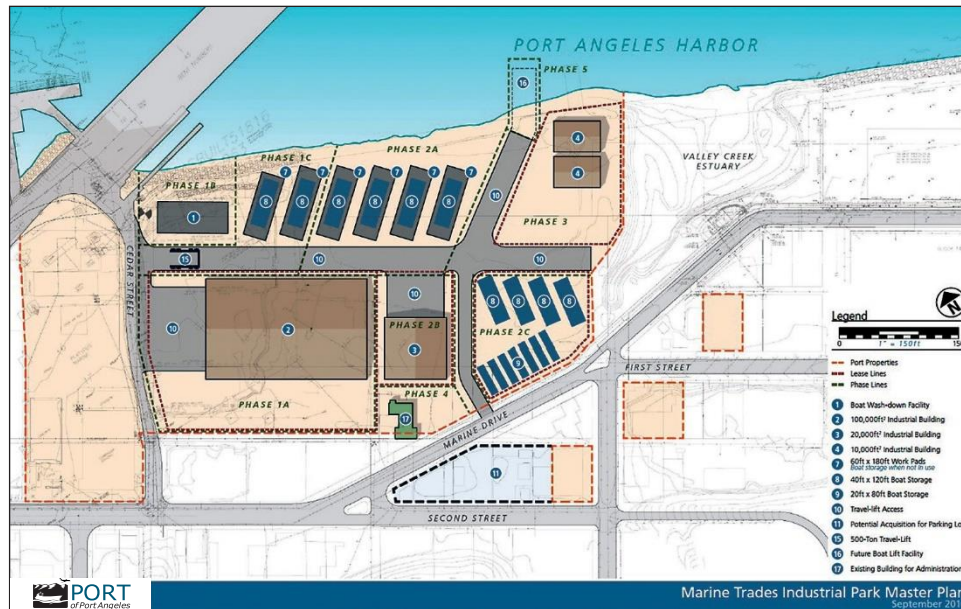 PORT ANGELES HARBOR
PHASE 5
16
4
4
PHASE 1C
PHASE 2A
PHASE 1B
7
7
7
7
7
7
8
8
8
8
8
8
1
10
VALLEY CREEK
ESTUARY
PHASE 3
15
10
10
CEDAR STREET
10
2
10
PHASE 2B
3
8
8
8
8
PHASE 2C
9
PHASE 1A
PHASE 4
17
MARINE DRIVE
FIRST STREET
11
SECOND STREET
Legend
0
1" = 150ft
Port Properties
Lease Lines
Phase Lines
1 Boat Wash-down Facility
2 100,000ft² Industrial Building
3 20,000ft² Industrial Building
4 10,000ft² Industrial Building
7 60ft x 180ft Work Pads
Boat storage when not in use
8 40ft x 120ft Boat Storage
9 20ft x 80ft Boat Storage
10 Travel-lift Access
11 Potential Acquisition for Parking Lo
15 500-Ton Travel-Lift
16 Future Boat Lift Facility
17 Existing Building for Administration
PORT
of Port Angeles
Marine Trades Industrial Park Master Plan
September 201